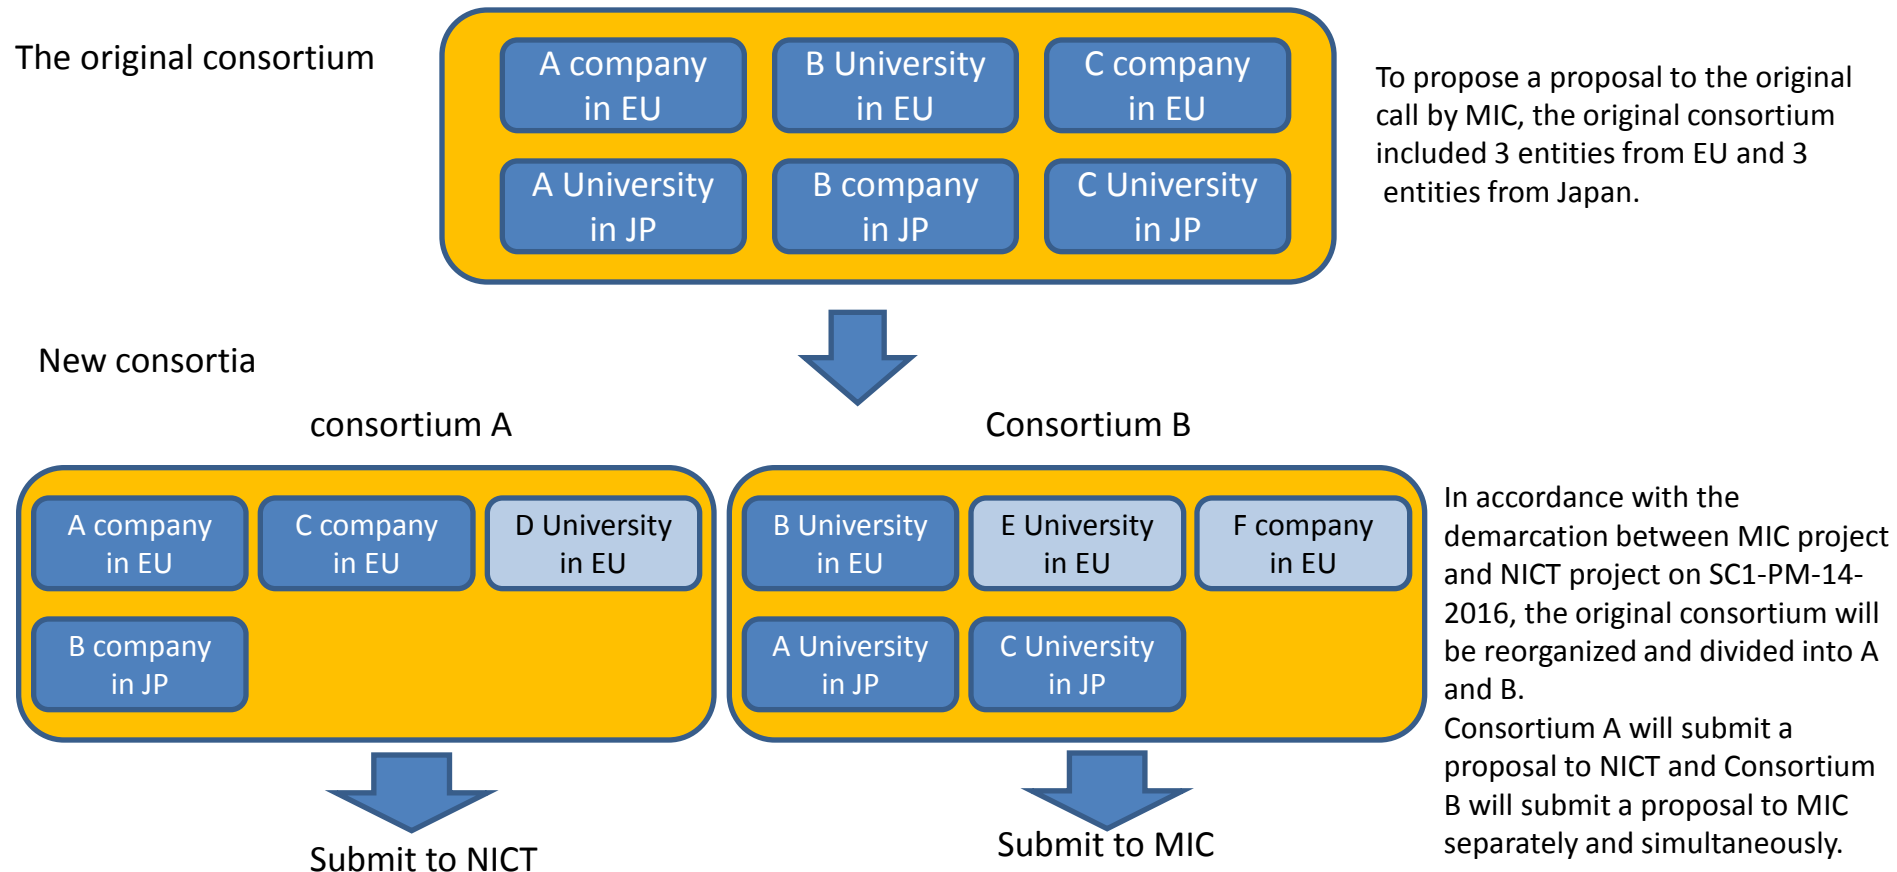 The original consortium
A company
in EU
B University
in EU
C company
in EU
A University
in JP
B company
in JP
C University
in JP
To propose a proposal to the original
call by MIC, the original consortium
included 3 entities from EU and 3
entities from Japan.
New consortia
consortium A
A company
in EU
C company
in EU
D University
in EU
B company
in JP
Submit to NICT
Consortium B
B University
in EU
E University
in EU
F company
in EU
A University
in JP
C University
in JP
Submit to MIC
In accordance with the
demarcation between MIC project
and NICT project on SC1-PM-14-
2016, the original consortium will
be reorganized and divided into A
and B.
Consortium A will submit a
proposal to NICT and Consortium
B will submit a proposal to MIC
separately and simultaneously.